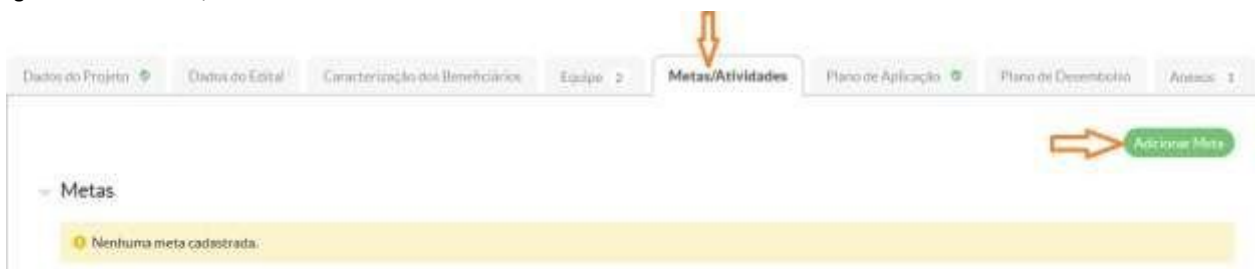 Dados do Projeto Dados do Edital Caracterização dos Beneficiários Equipe 2 Metas/Atividades Plano de Aplicação Plano de Desembolso Anexos 1
Adicionar Meta
Metas
Nenhuma meta cadastrada.